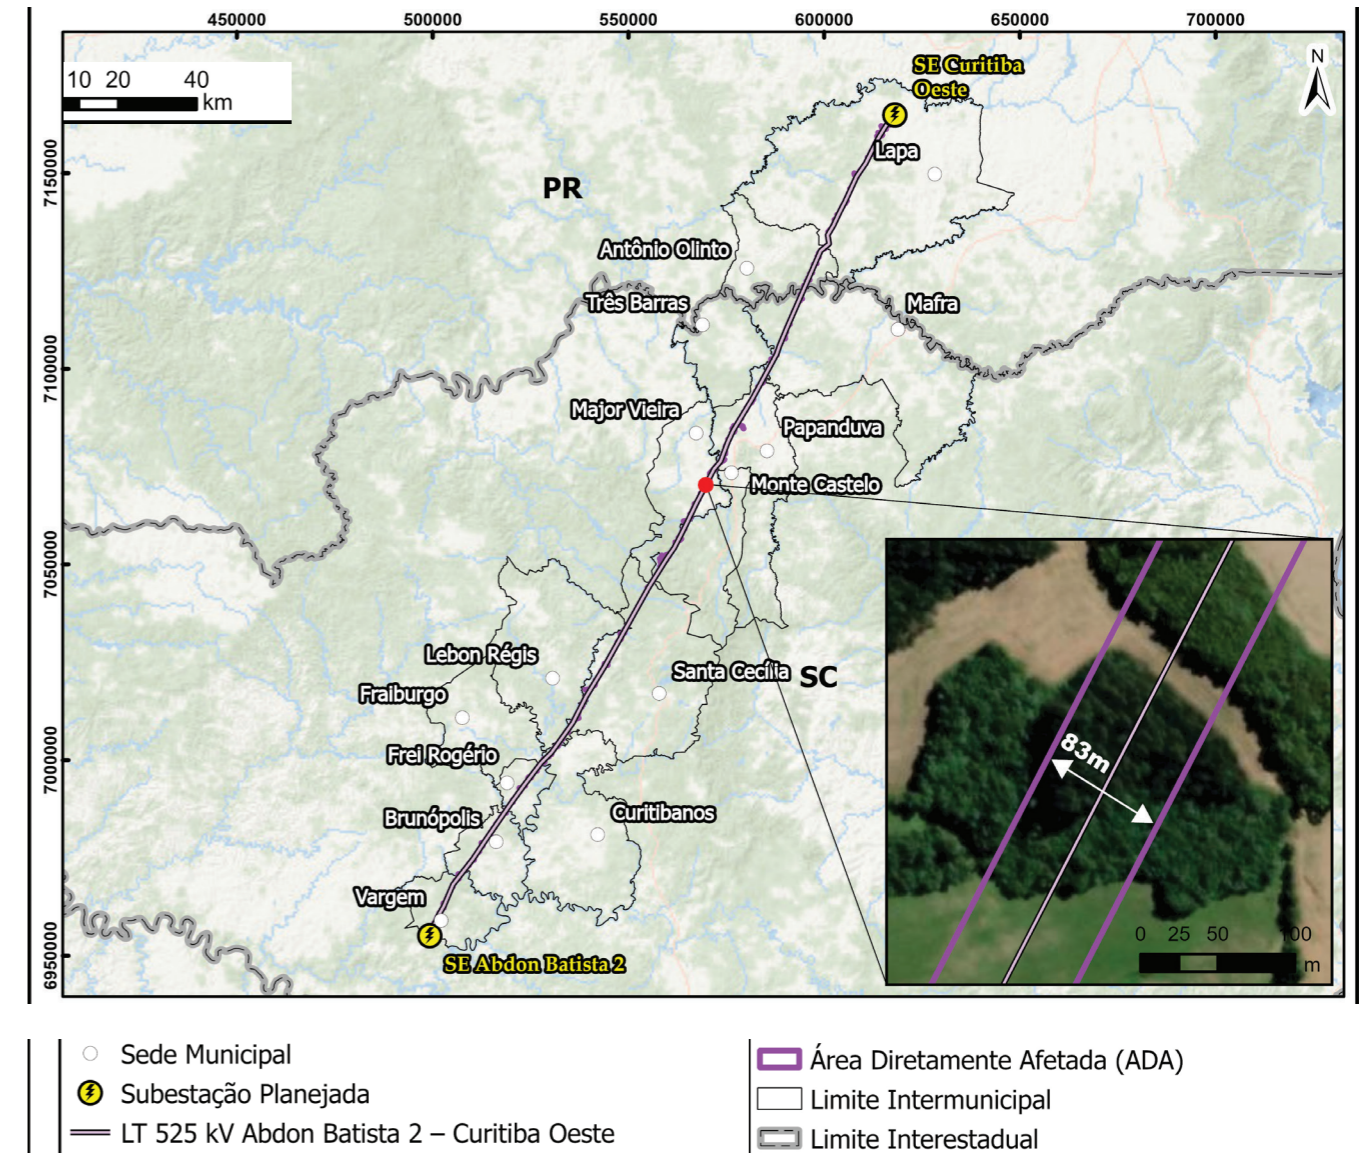 450000 500000 550000 600000 650000 700000
10 20 40
km
N
SE Curitiba
Oeste
Lapa
7150000
PR
Antônio Olinto
Três Barras
Mafra
7100000
Major Vieira
Papanduva
Monte Castelo
7050000
Lebon Régis
Santa Cecília
SC
Fraiburgo
Frei Rogério
7000000
83m
Brunópolis
Curitibanos
Vargem
6950000
SE Abdon Batista 2
0 25 50 100
m
Sede Municipal
Subestação Planejada
LT 525 kV Abdon Batista 2 – Curitiba Oeste
Área Diretamente Afetada (ADA)
Limite Intermunicipal
Limite Interestadual